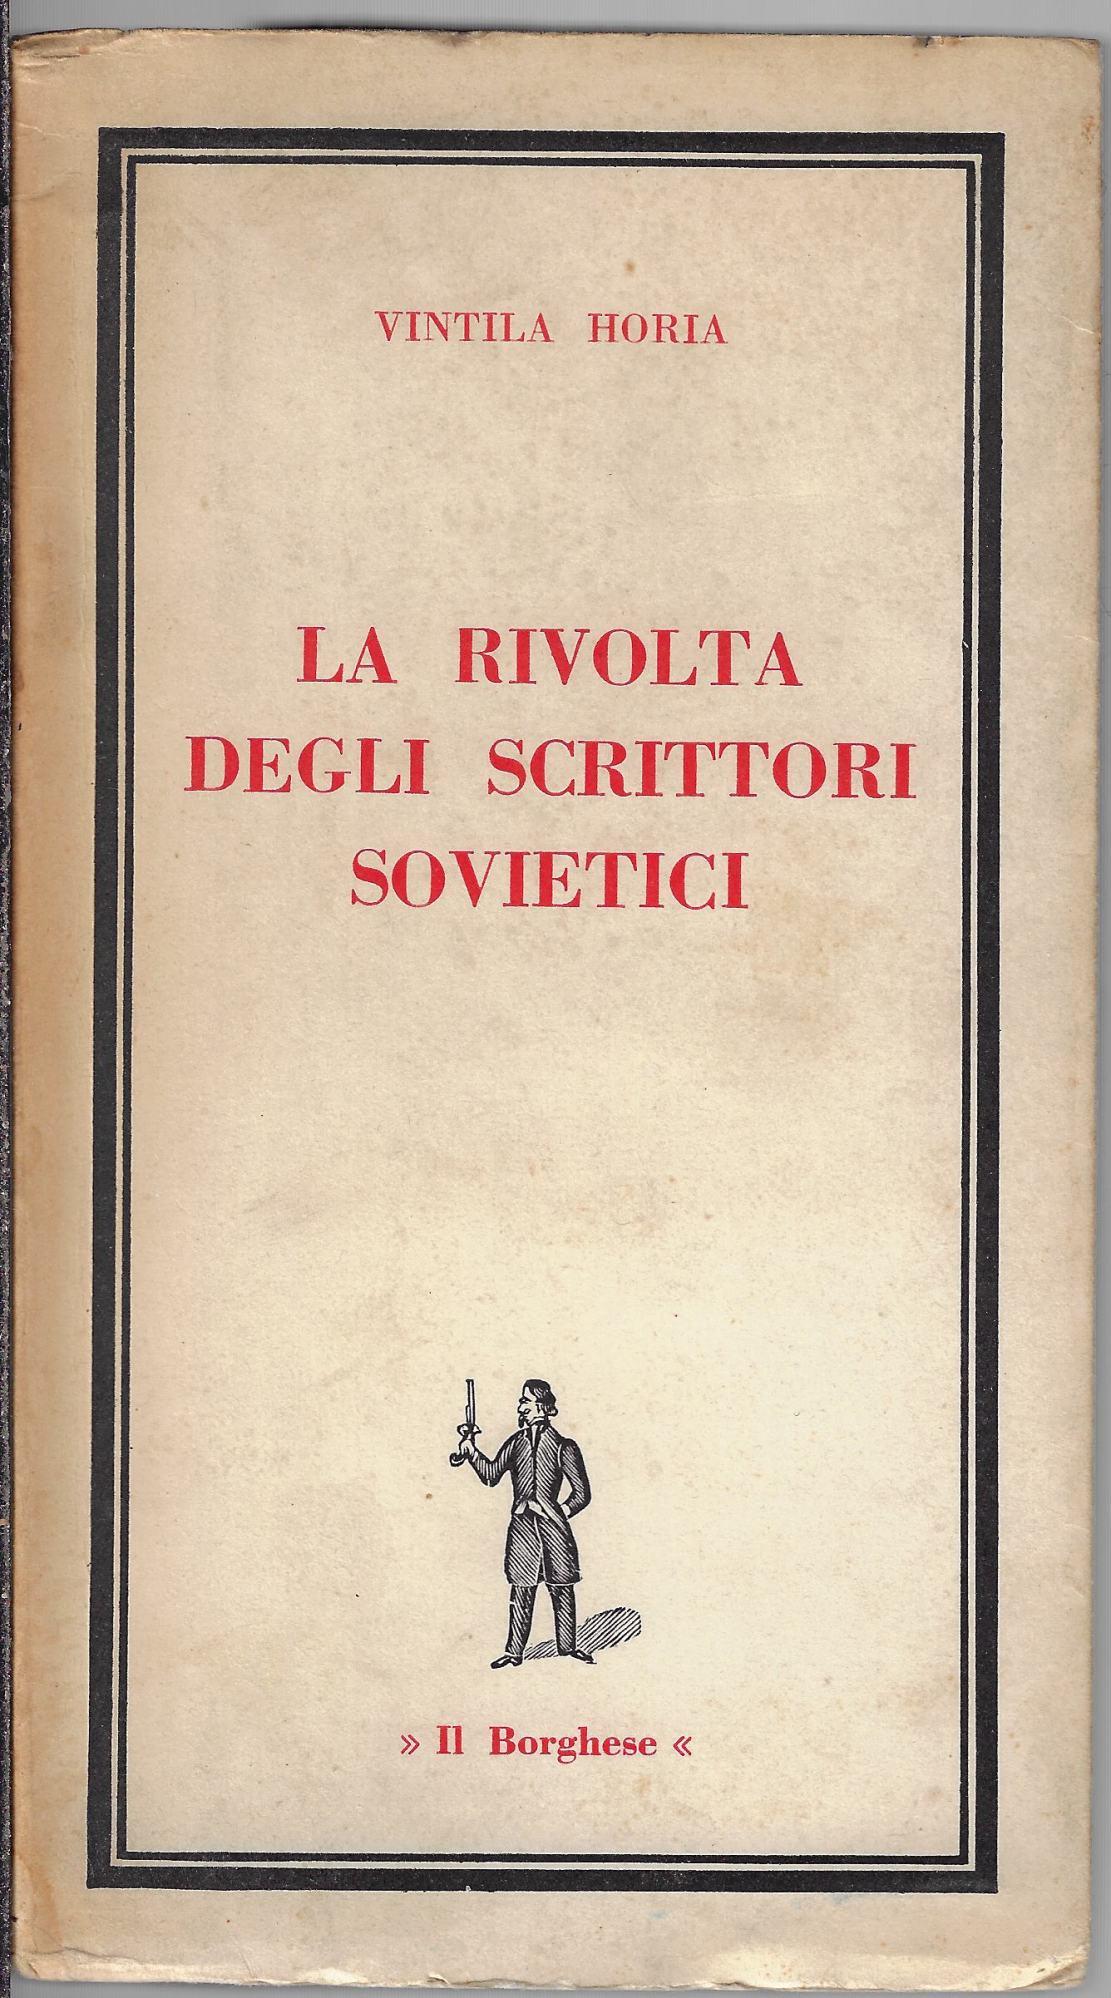 VINTILA HORIA
LA RIVOLTA
DEGLI SCRITTORI
SOVIETICI
» Il Borghese «